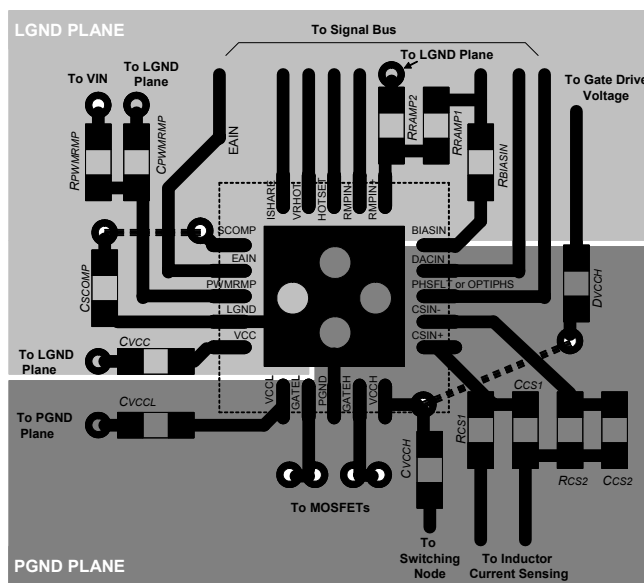 LGND PLANE
To Signal Bus
To LGND Plane
To LGND
Plane
To VIN
To Gate Drive
Voltage
RPWMRMP
CPWMRMP
EAIN
RRAMP2
RRAMP1
RBIASIN
ISHARE
VRHOT
HOTSET
RMPIN-
RMPIN+
SCOMP
BIASIN
EAIN
DACIN
PWMRMP
PHSFLT or OPTIPHS
LGND
CSIN-
VCC
CSIN+
CSCOMP
DVCCH
CVCC
To LGND
Plane
CCS1
VCCL
GATEL
PGND
GATEH
VCCH
CVCCL
To PGND
Plane
RCS1
CVCCH
RCS2
CCS2
To MOSFETs
To
Switching
Node
To Inductor
Current Sensing
PGND PLANE